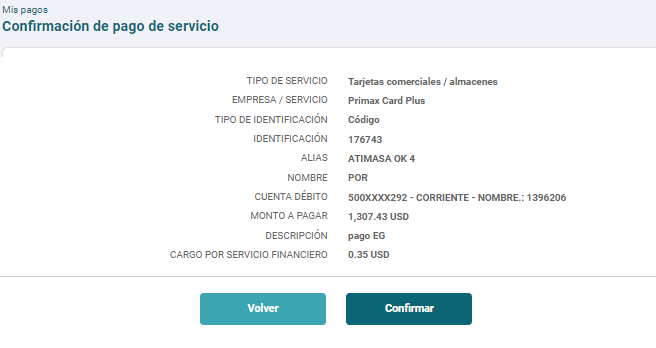 Mis pagos
Confirmación de pago de servicio
TIPO DE SERVICIO Tarjetas comerciales / almacenes
EMPRESA / SERVICIO Primax Card Plus
TIPO DE IDENTIFICACIÓN Código
IDENTIFICACIÓN 176743
ALIAS ATIMASA OK 4
NOMBRE POR
CUENTA DÉBITO 500XXXX292 - CORRIENTE - NOMBRE.: 1396206
MONTO A PAGAR 1,307.43 USD
DESCRIPCIÓN pago EG
CARGO POR SERVICIO FINANCIERO 0.35 USD
Volver Confirmar